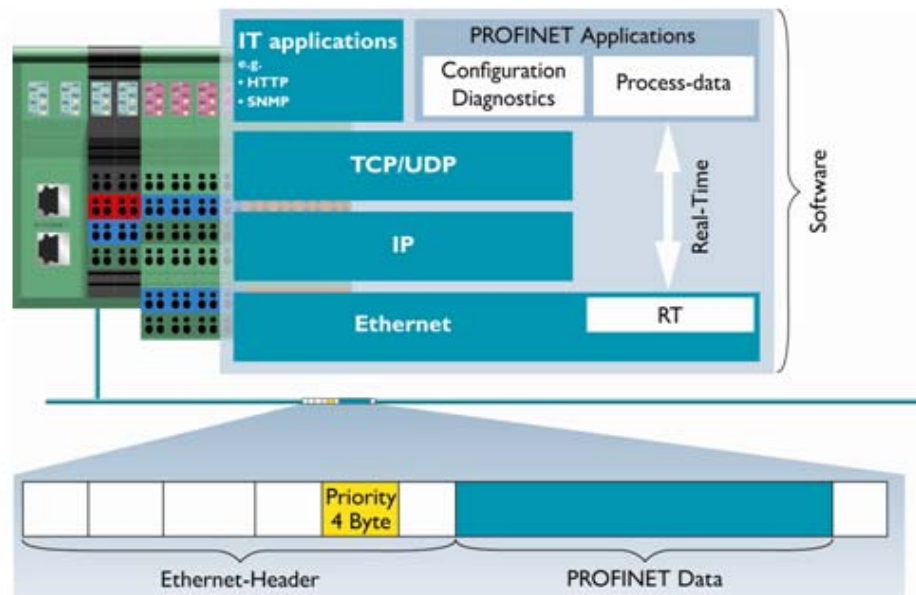 IT applications
e.g.
• HTTP
• SNMP
PROFINET Applications
Configuration
Diagnostics
Process-data
TCP/UDP
IP
Real-Time
Ethernet
RT
Software
Priority
4 Byte
Ethernet-Header
PROFINET Data